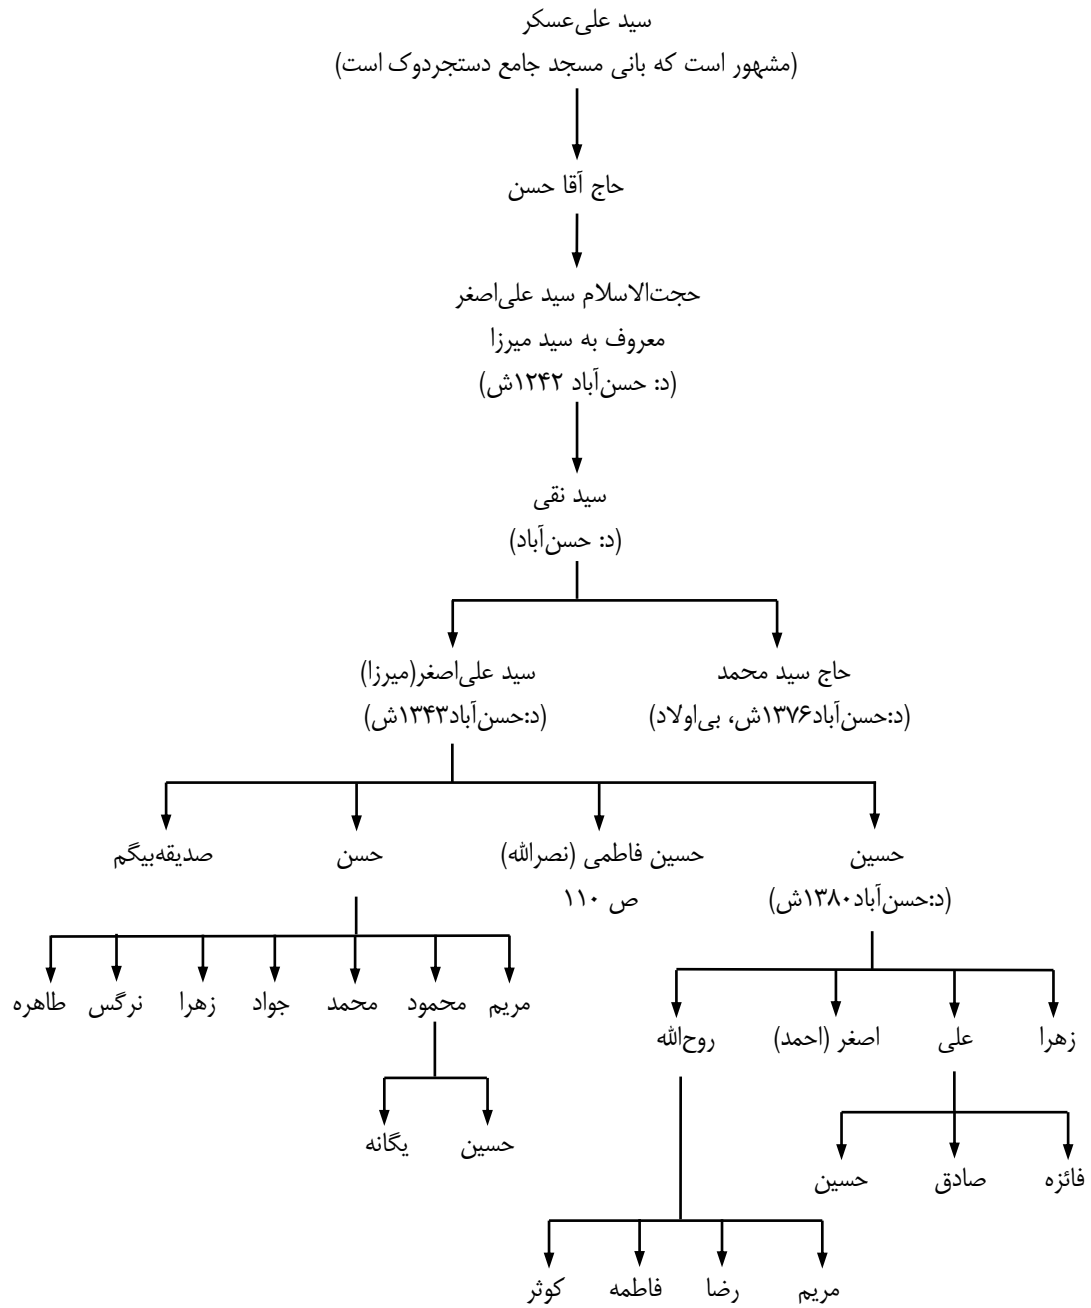 سید علی‌عسکر
(مشهور است که بانی مسجد جامع دستجردوک است)
حاج آقا حسن
حجت‌الاسلام سید علی‌اصغر
معروف به سید میرزا
(د: حسن‌آباد ۱۲۴۲ش)
سید نقی
(د: حسن‌آباد)
حاج سید محمد سید علی‌اصغر(میرزا)
(د:حسن‌آباد۱۳۷۶ش، بی‌اولاد) (د:حسن‌آباد۱۳۴۳ش)
حسین حسین فاطمی (نصرالله) حسن صدیقه‌بیگم
(د:حسن‌آباد۱۳۸۰ش) ص ۱۱۰
مریم محمود محمد جواد زهرا نرگس طاهره
زهرا علی اصغر (احمد) روح‌الله
حسین یگانه
فائزه صادق حسین
مریم رضا فاطمه کوثر